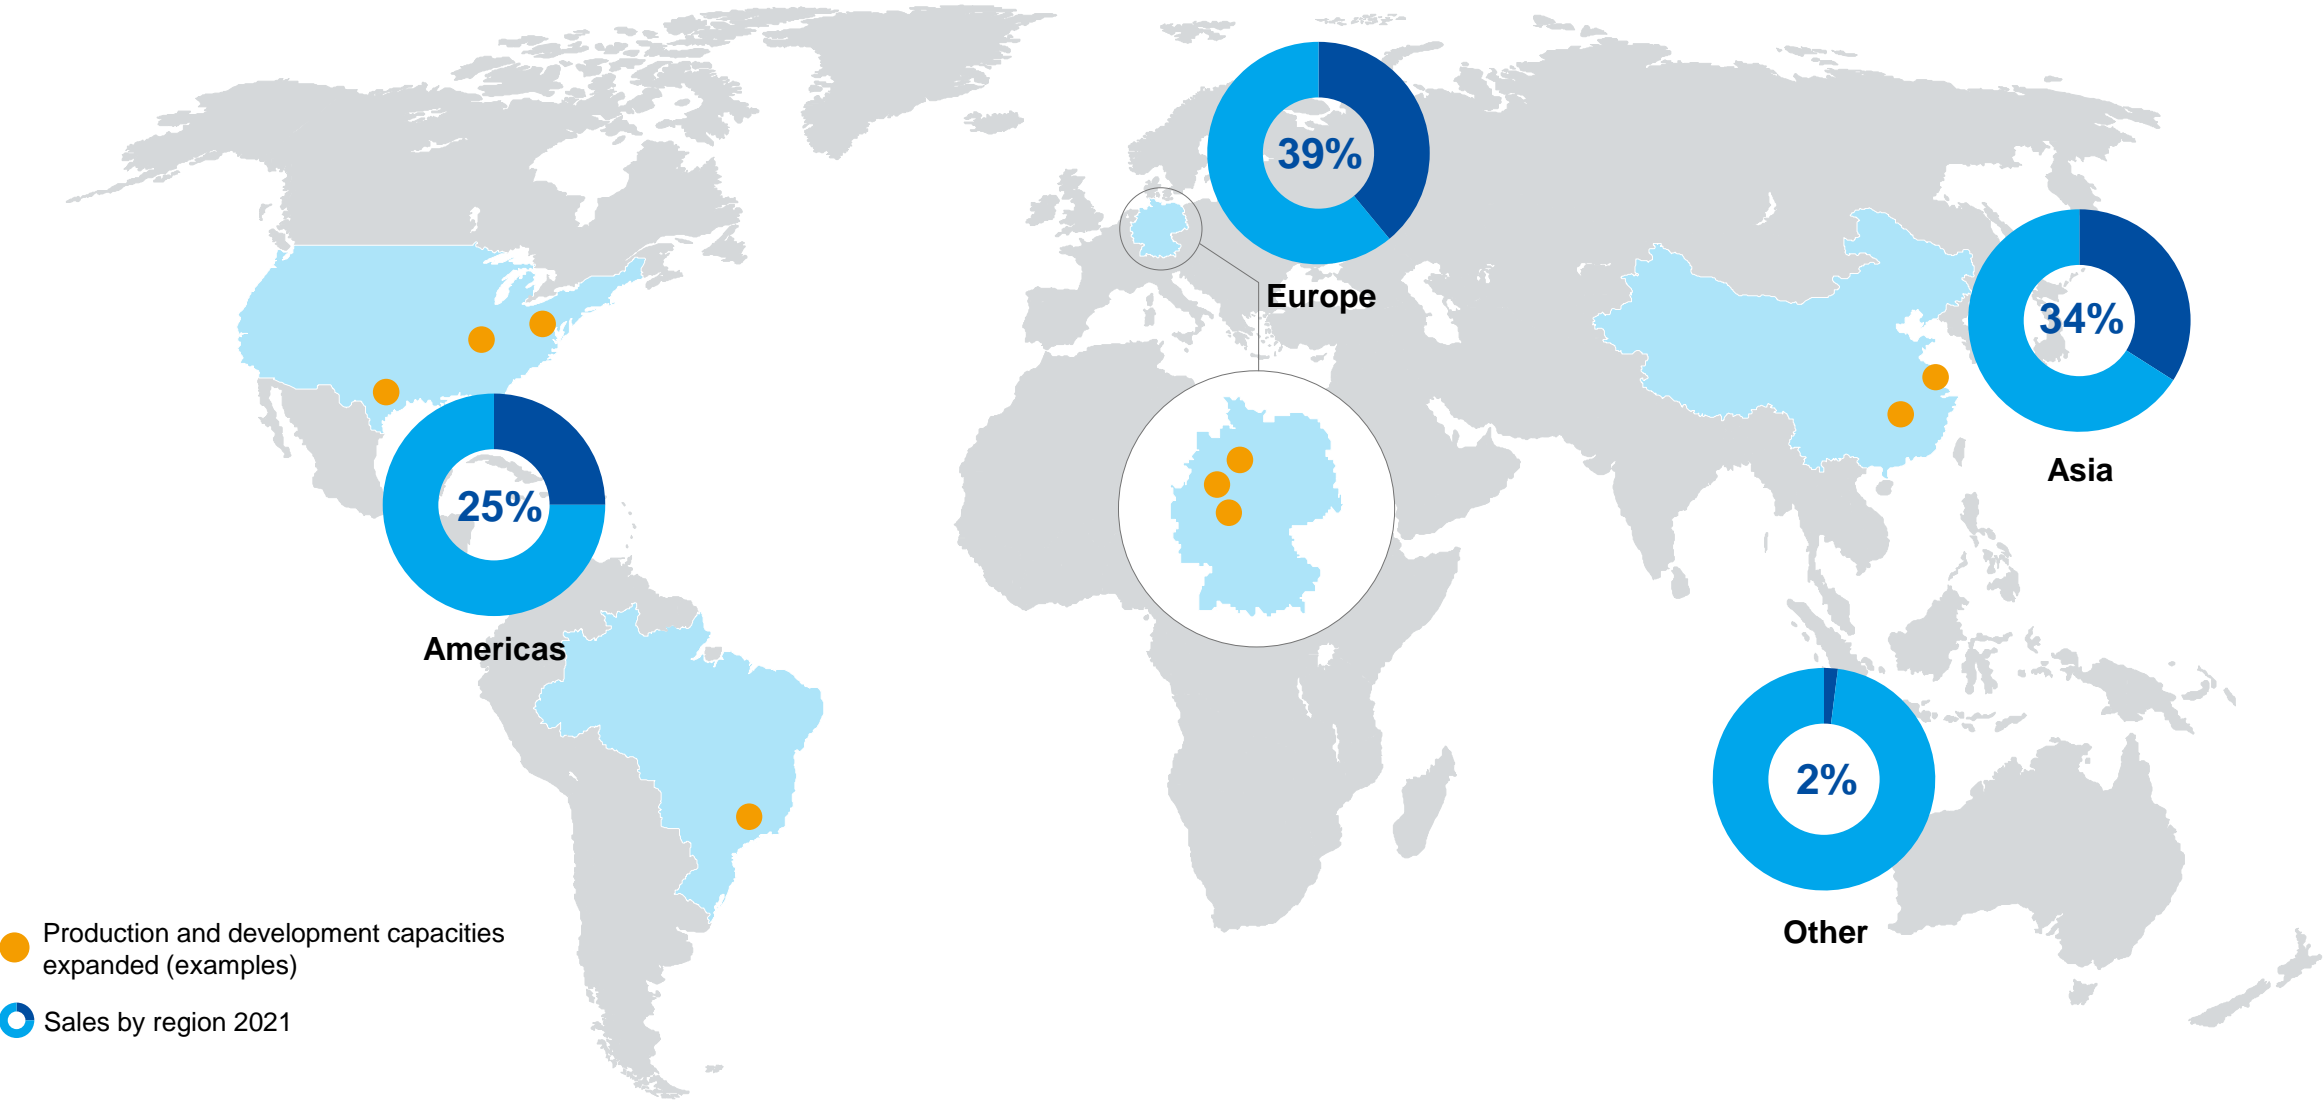 39%
Europe
34%
Asia
25%
Americas
2%
Other
Production and development capacities
expanded (examples)
Sales by region 2021